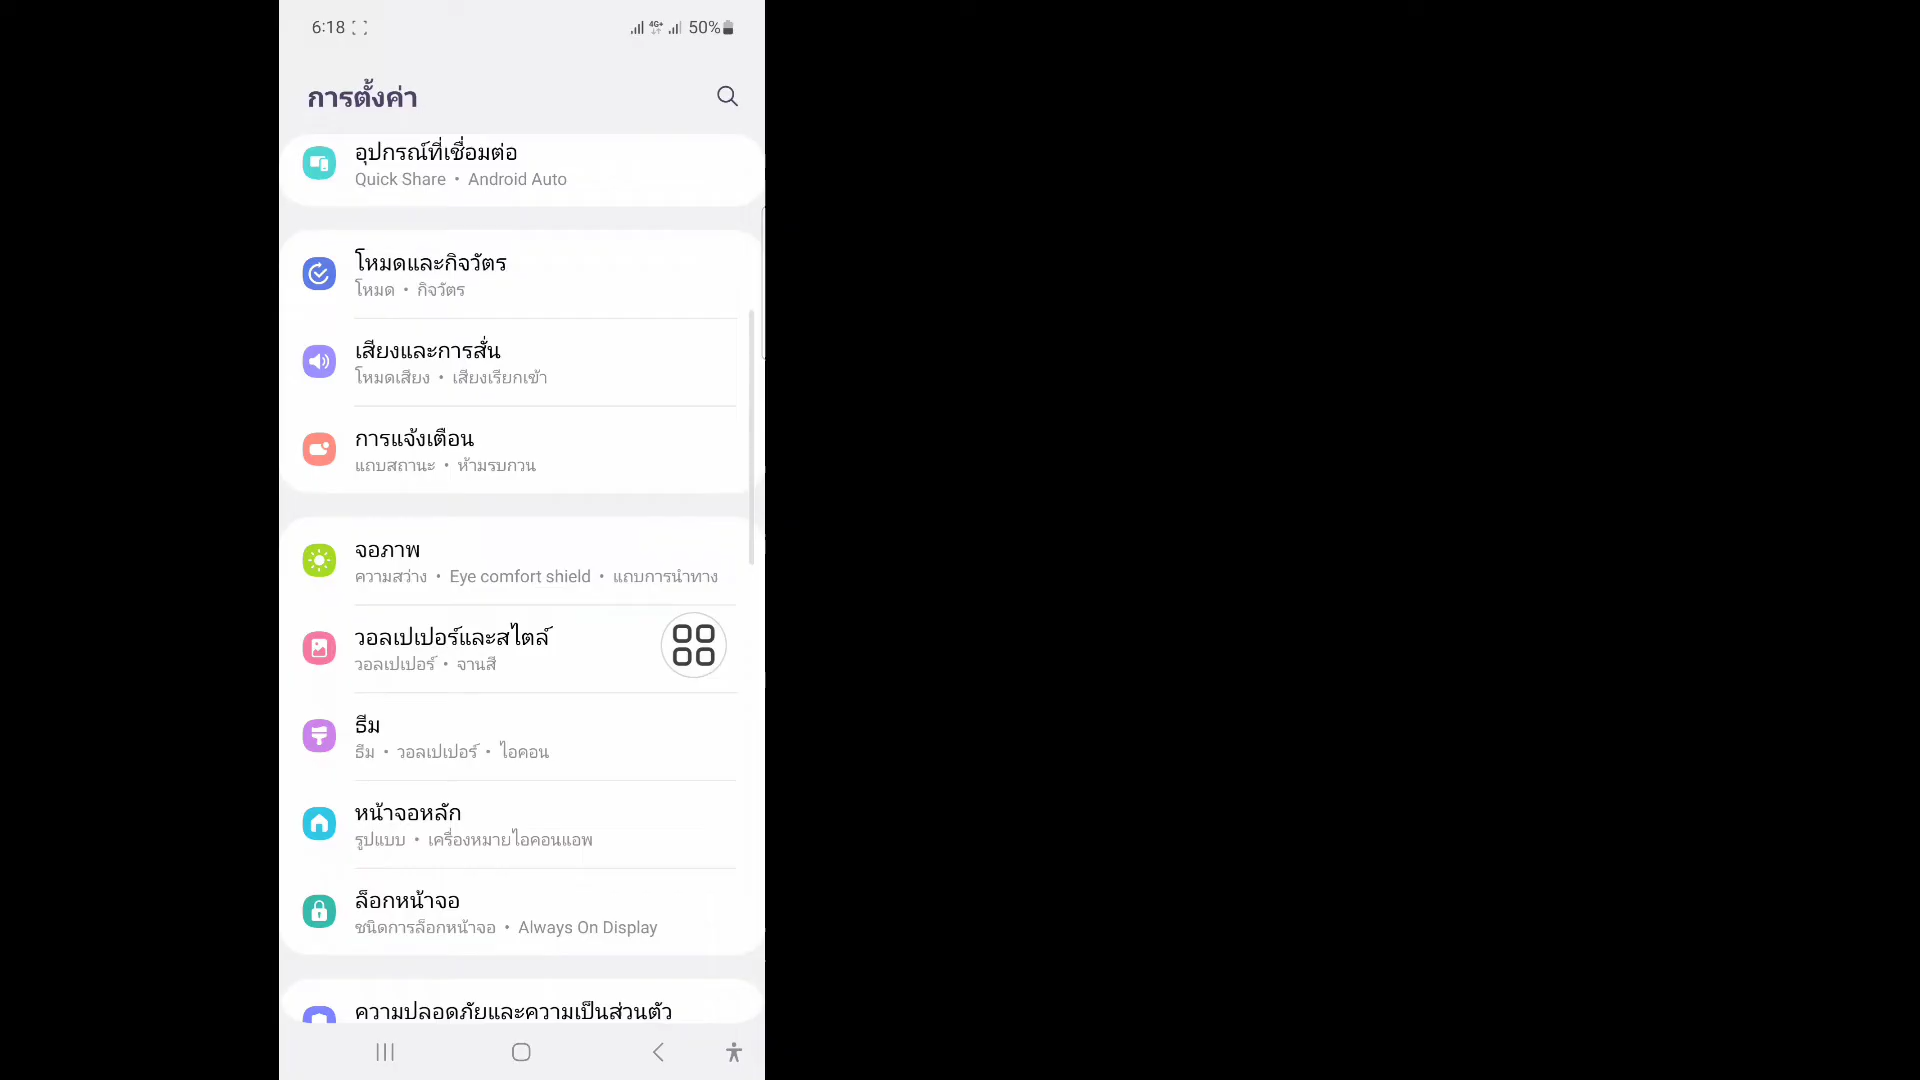 6:18 4G+ 50%
การตั้งค่า
อุปกรณ์ที่เชื่อมต่อ
Quick Share • Android Auto
โหมดและกิจวัตร
โหมด • กิจวัตร
เสียงและการสั่น
โหมดเสียง • เสียงเรียกเข้า
การแจ้งเตือน
แถบสถานะ • ห้ามรบกวน
จอภาพ
ความสว่าง • Eye comfort shield • แถบการนำทาง
วอลเปเปอร์และสไตล์
วอลเปเปอร์ • จานสี
ธีม
ธีม • วอลเปเปอร์ • ไอคอน
หน้าจอหลัก
รูปแบบ • เครื่องหมายไอคอนแอพ
ล็อกหน้าจอ
ชนิดการล็อกหน้าจอ • Always On Display
ความปลอดภัยและความเป็นส่วนตัว